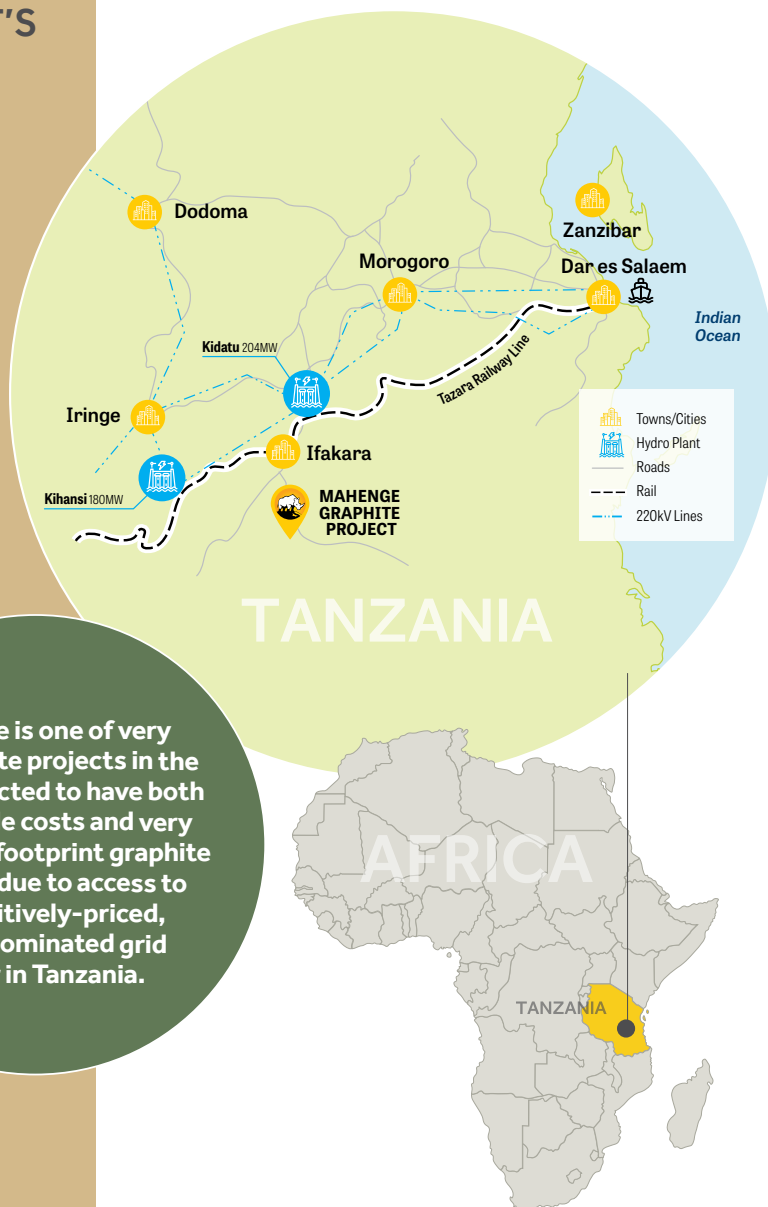 T'S
Dodoma
Zanzibar
Morogoro
Dar es Salaem
Indian
Ocean
Kidatu 204MW
Tazara Railway Line
Iringe
Ifakara
Towns/Cities
Hydro Plant
Roads
Rail
220kV Lines
Kihansi 180MW
MAHENGE
GRAPHITE
PROJECT
TANZANIA
e is one of very
te projects in the
cted to have both
e costs and very
footprint graphite
due to access to
itively-priced,
ominated grid
in Tanzania.
AFRICA
TANZANIA